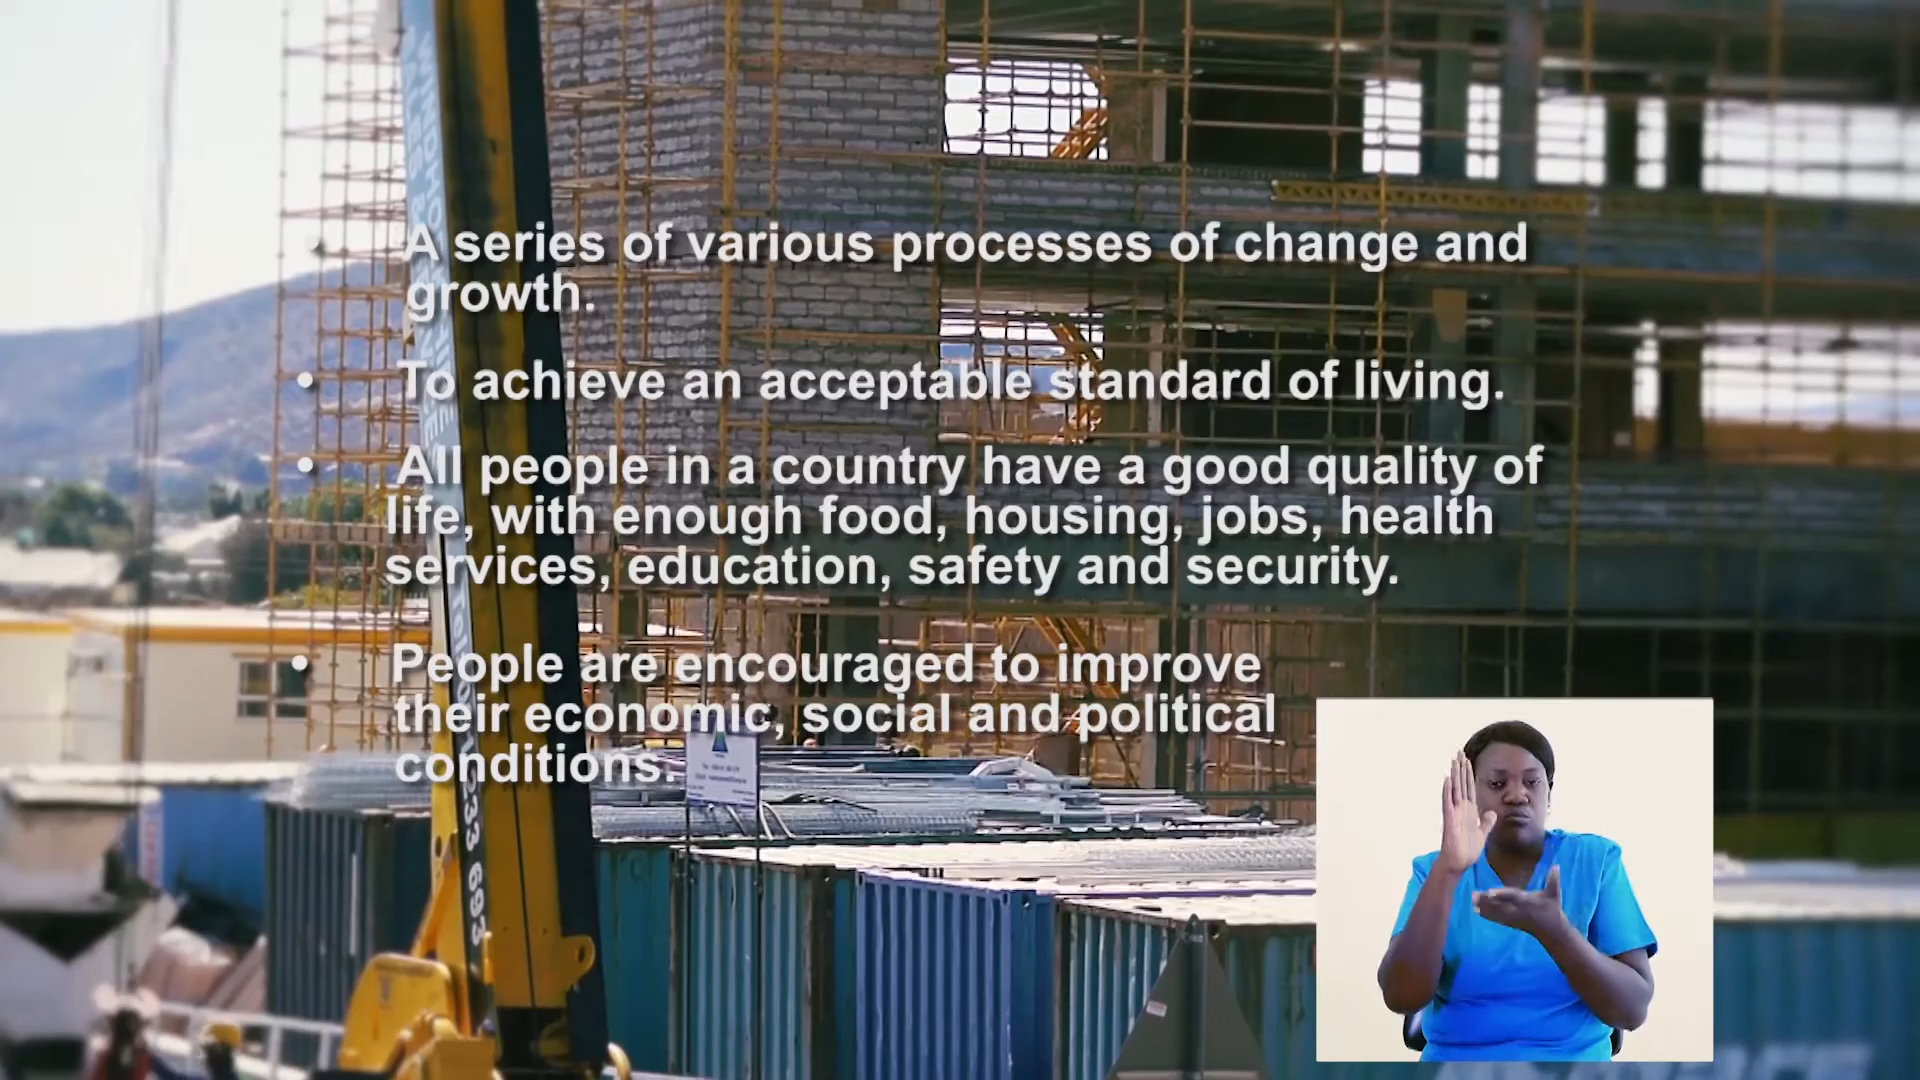 • A series of various processes of change and
growth.
• To achieve an acceptable standard of living.
• All people in a country have a good quality of
life, with enough food, housing, jobs, health
services, education, safety and security.
• People are encouraged to improve
their economic, social and political
conditions.
033 693